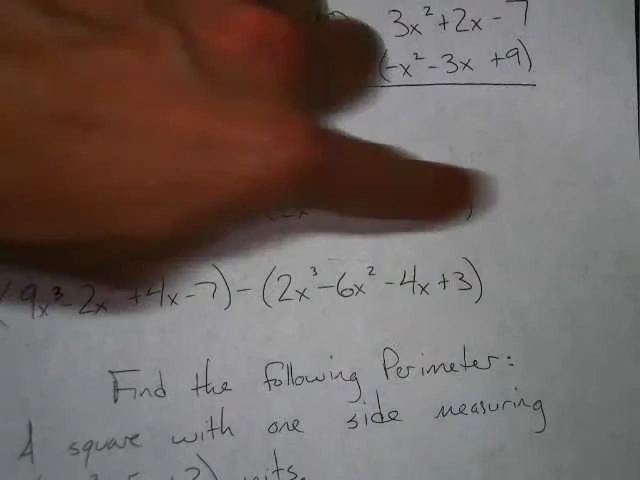 3x²+2x-7
(-x²-3x+9)
(9x³-2x +4x-7)-(2x³-6x²-4x+3)
Find the following Perimeter:
A square with one side measuring
units.